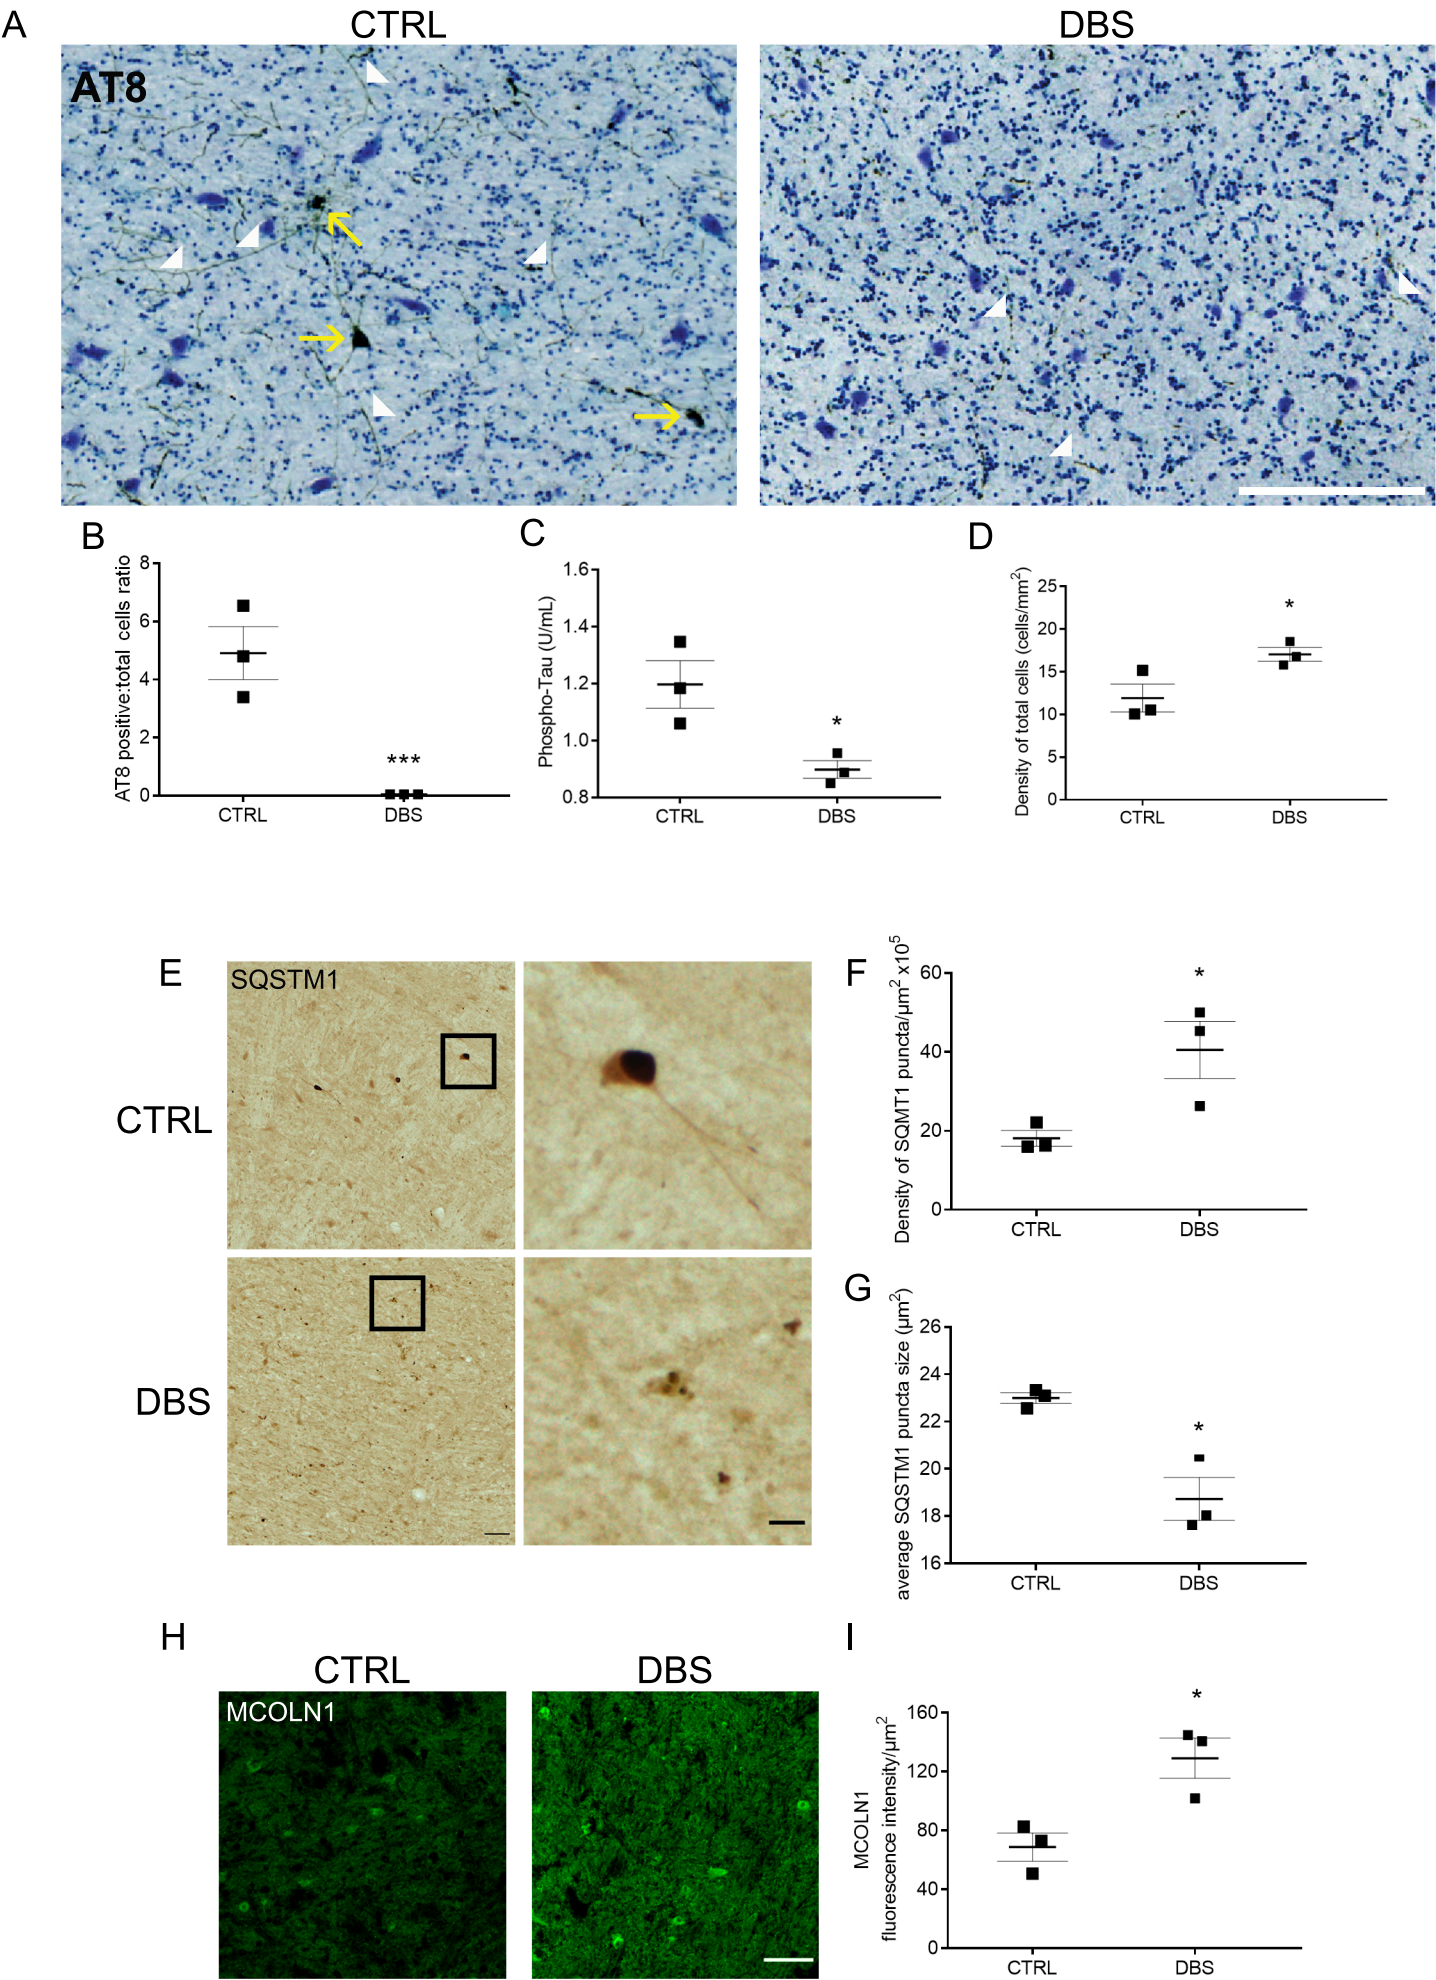 A
CTRL
DBS
AT8
B
AT8 positive:total cells ratio
8
6
4
2
0
***
CTRL
DBS
C
Phospho-Tau (U/mL)
1.6
1.4
1.2
1.0
0.8
*
CTRL
DBS
D
Density of total cells (cells/mm²)
25
20
15
10
5
0
*
CTRL
DBS
E
SQSTM1
CTRL
DBS
F
Density of SQMT1 puncta/µm² x10⁵
60
40
20
0
*
CTRL
DBS
G
average SQSTM1 puncta size (µm²)
26
24
22
20
18
16
*
CTRL
DBS
H
CTRL
DBS
MCOLN1
I
MCOLN1
fluorescence intensity/µm²
160
120
80
40
0
*
CTRL
DBS